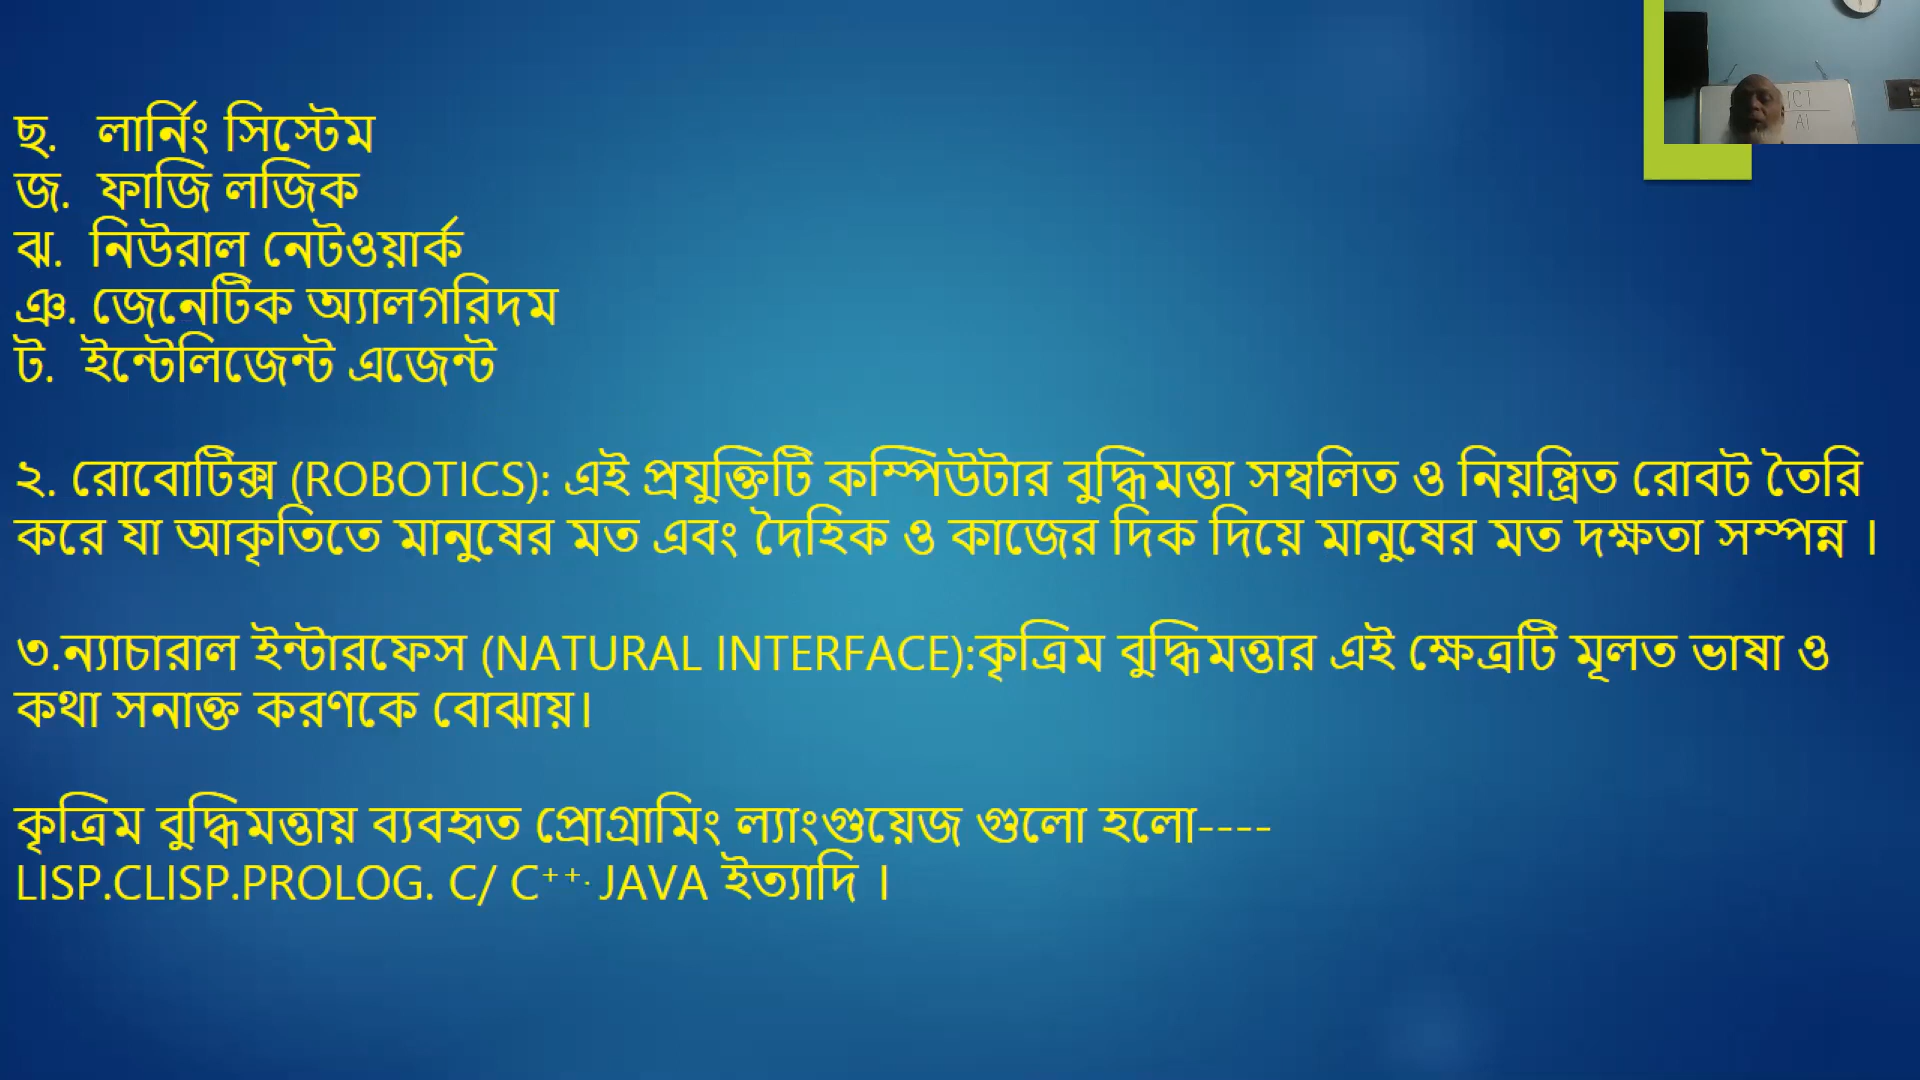 ছ. লার্নিং সিস্টেম
জ. ফাজি লজিক
ঝ. নিউরাল নেটওয়ার্ক
ঞ. জেনেটিক অ্যালগরিদম
ট. ইন্টেলিজেন্ট এজেন্ট
২. রোবোটিক্স (ROBOTICS): এই প্রযুক্তিটি কম্পিউটার বুদ্ধিমত্তা সম্বলিত ও নিয়ন্ত্রিত রোবট তৈরি
করে যা আকৃতিতে মানুষের মত এবং দৈহিক ও কাজের দিক দিয়ে মানুষের মত দক্ষতা সম্পন্ন ।
৩.ন্যাচারাল ইন্টারফেস (NATURAL INTERFACE):কৃত্রিম বুদ্ধিমত্তার এই ক্ষেত্রটি মূলত ভাষা ও
কথা সনাক্ত করণকে বোঝায়।
কৃত্রিম বুদ্ধিমত্তায় ব্যবহৃত প্রোগ্রামিং ল্যাংগুয়েজ গুলো হলো----
LISP.CLISP.PROLOG. C/ C⁺⁺· JAVA ইত্যাদি ।
ICT
AI